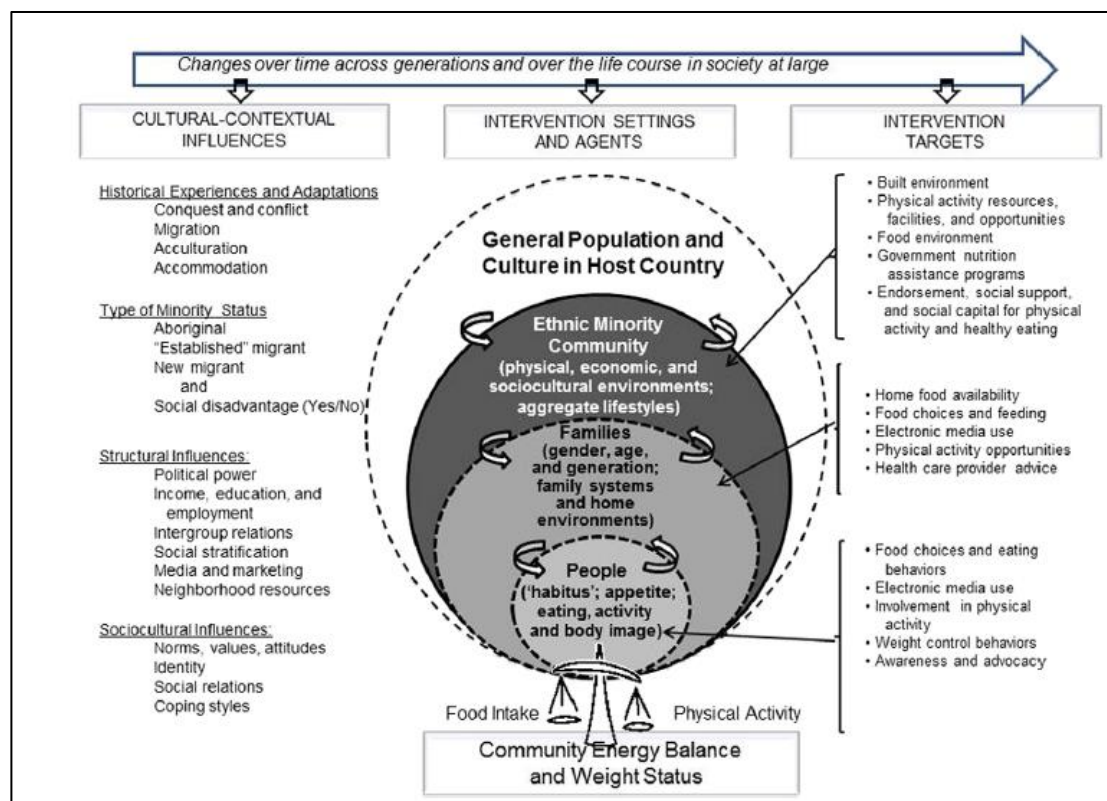 Changes over time across generations and over the life course in society at large
CULTURAL-CONTEXTUAL
INFLUENCES
Historical Experiences and Adaptations
Conquest and conflict
Migration
Acculturation
Accommodation
Type of Minority Status
Aboriginal
“Established” migrant
New migrant
and
Social disadvantage (Yes/No)
Structural Influences:
Political power
Income, education, and
employment
Intergroup relations
Social stratification
Media and marketing
Neighborhood resources
Sociocultural Influences:
Norms, values, attitudes
Identity
Social relations
Coping styles
INTERVENTION SETTINGS
AND AGENTS
General Population and
Culture in Host Country
Ethnic Minority
Community
(physical, economic, and
sociocultural environments;
aggregate lifestyles)
Families
(gender, age,
and generation;
family systems
and home
environments)
People
(‘habitus’; appetite;
eating, activity
and body image)
Food Intake
Physical Activity
Community Energy Balance
and Weight Status
INTERVENTION
TARGETS
• Built environment
• Physical activity resources,
facilities, and opportunities
• Food environment
• Government nutrition
assistance programs
• Endorsement, social support,
and social capital for physical
activity and healthy eating
• Home food availability
• Food choices and feeding
• Electronic media use
• Physical activity opportunities
• Health care provider advice
• Food choices and eating
behaviors
• Electronic media use
• Involvement in physical
activity
• Weight control behaviors
• Awareness and advocacy